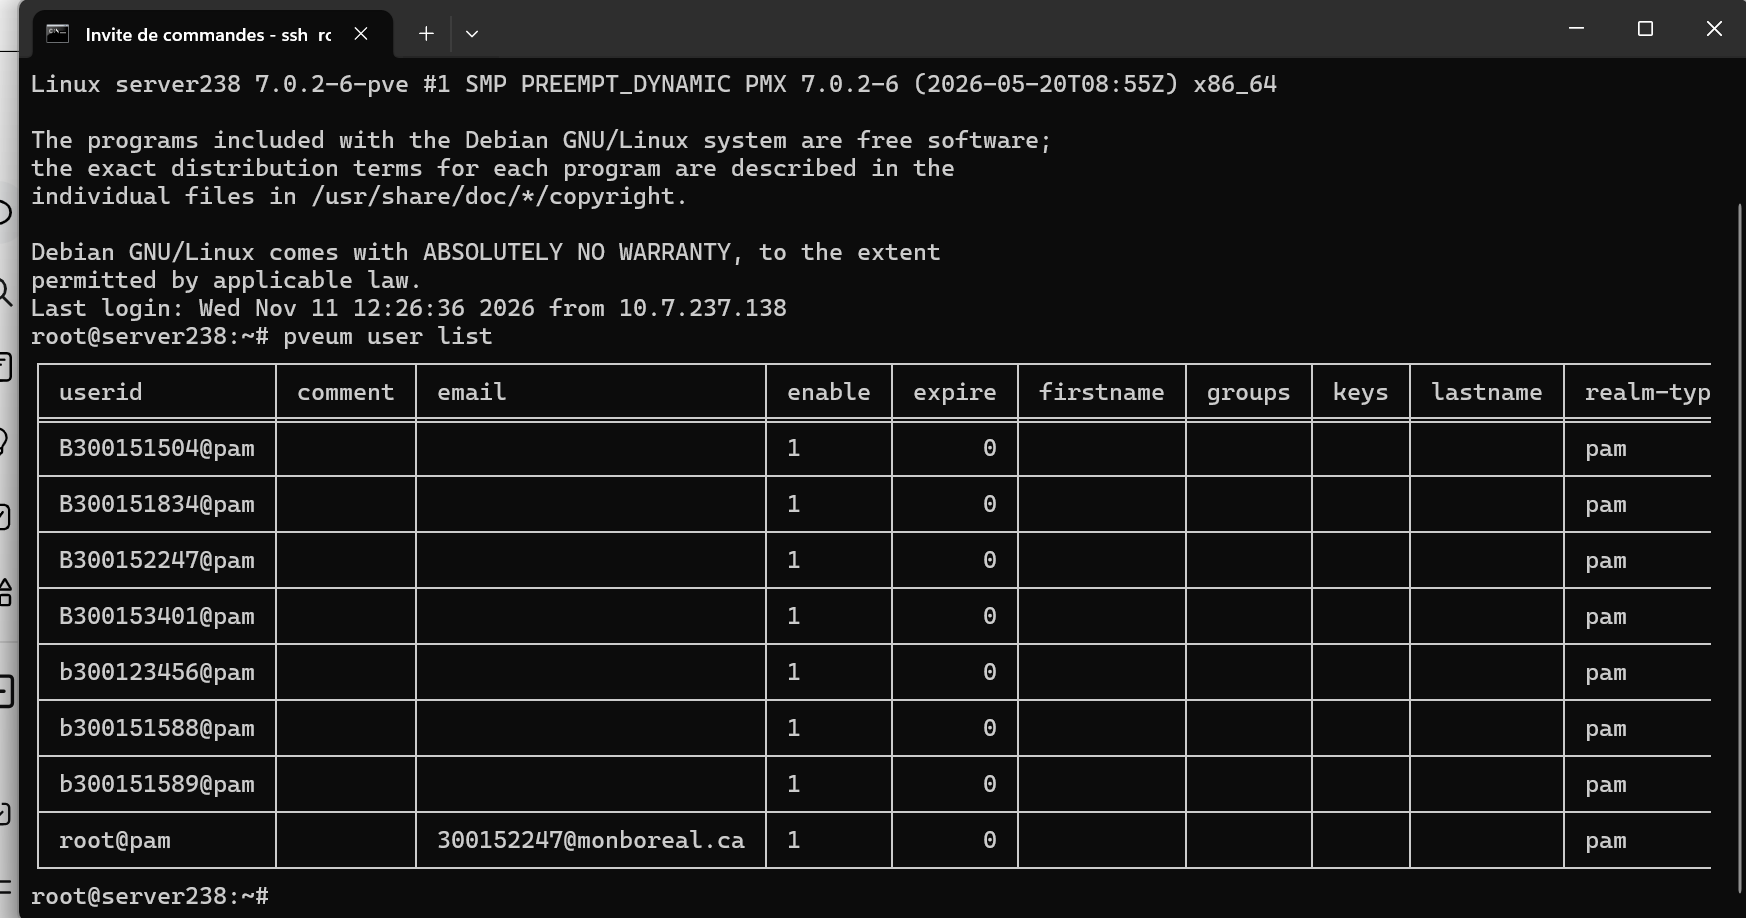 Invite de commandes - ssh
Linux server238 7.0.2-6-pve #1 SMP PREEMPT_DYNAMIC PMX 7.0.2-6 (2026-05-20T08:55Z) x86_64
The programs included with the Debian GNU/Linux system are free software;
the exact distribution terms for each program are described in the
individual files in /usr/share/doc/*/copyright.
Debian GNU/Linux comes with ABSOLUTELY NO WARRANTY, to the extent
permitted by applicable law.
Last login: Wed Nov 11 12:26:36 2026 from 10.7.237.138
root@server238:~# pveum user list
userid comment email enable expire firstname groups keys lastname realm-typ
B300151504@pam 1 0 pam
B300151834@pam 1 0 pam
B300152247@pam 1 0 pam
B300153401@pam 1 0 pam
b300123456@pam 1 0 pam
b300151588@pam 1 0 pam
b300151589@pam 1 0 pam
root@pam 300152247@monboreal.ca 1 0 pam
root@server238:~#